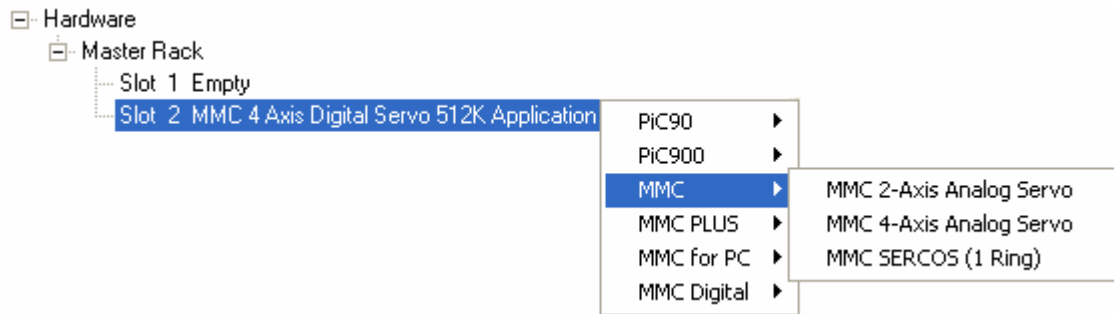 Hardware
Master Rack
Slot 1 Empty
Slot 2 MMC 4 Axis Digital Servo 512K Application
PiC90
PiC900
MMC
MMC PLUS
MMC for PC
MMC Digital
MMC 2-Axis Analog Servo
MMC 4-Axis Analog Servo
MMC SERCOS (1 Ring)